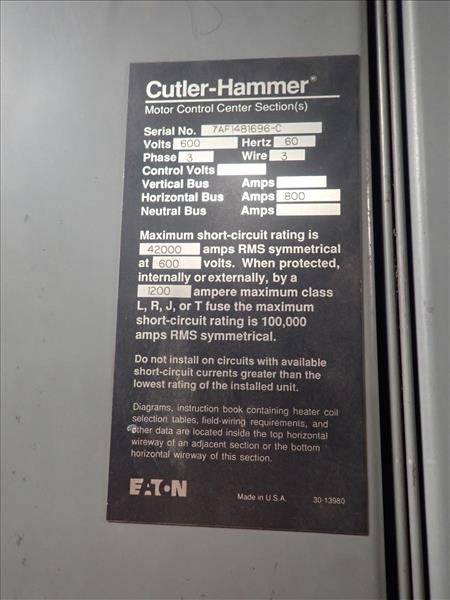 Cutler-Hammer®
Motor Control Center Section(s)
Serial No. 7AF1481696-C
Volts 600 Hertz 60
Phase 3 Wire 3
Control Volts
Vertical Bus Amps
Horizontal Bus Amps 800
Neutral Bus Amps
Maximum short-circuit rating is
42000 amps RMS symmetrical
at 600 volts. When protected,
internally or externally, by a
1200 ampere maximum class
L, R, J, or T fuse the maximum
short-circuit rating is 100,000
amps RMS symmetrical.
Do not install on circuits with available
short-circuit currents greater than the
lowest rating of the installed unit.
Diagrams, instruction book containing heater coil
selection tables, field-wiring requirements, and
other data are located inside the top horizontal
wireway of an adjacent section or the bottom
horizontal wireway of this section.
EATON Made in U.S.A. 30-13980